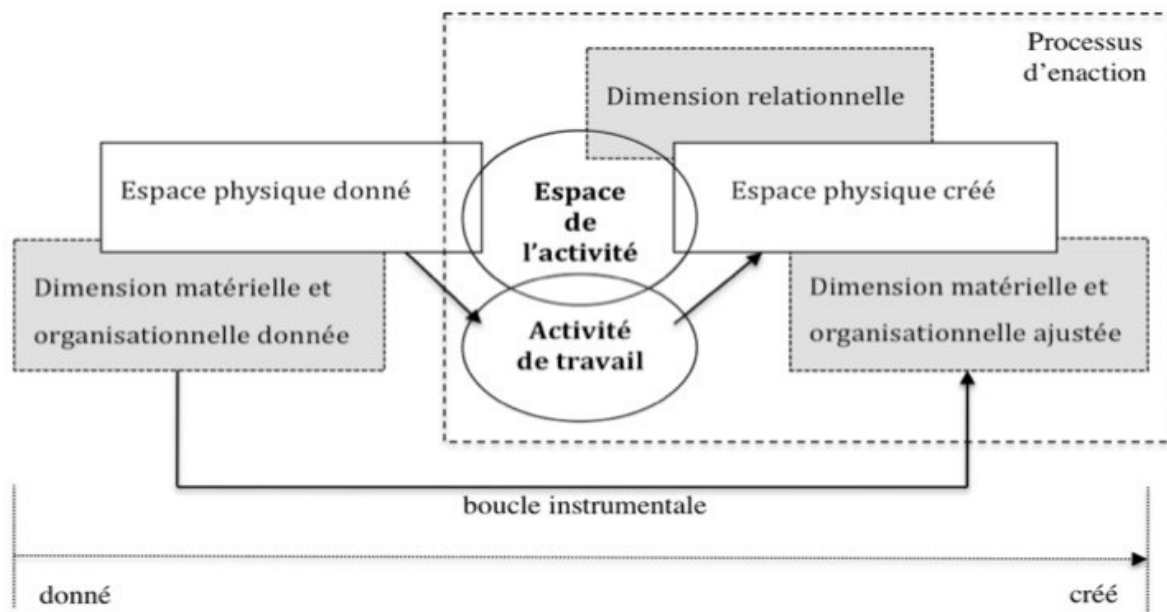 Processus
d'enaction
Dimension relationnelle
Espace physique donné
Espace
de
l'activité
Espace physique créé
Dimension matérielle et
organisationnelle donnée
Activité
de travail
Dimension matérielle et
organisationnelle ajustée
boucle instrumentale
donné
créé